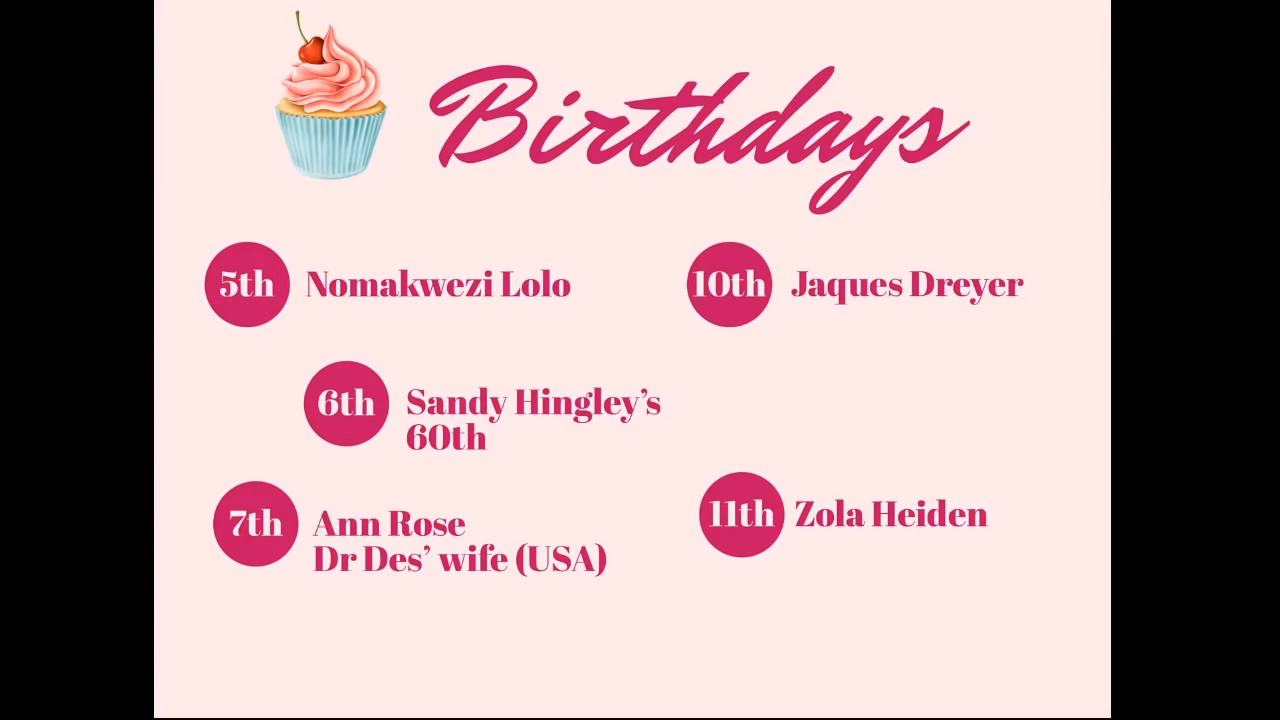 Birthdays
5th Nomakwezi Lolo
10th Jaques Dreyer
6th Sandy Hingley's
60th
7th Ann Rose
Dr Des' wife (USA)
11th Zola Heiden